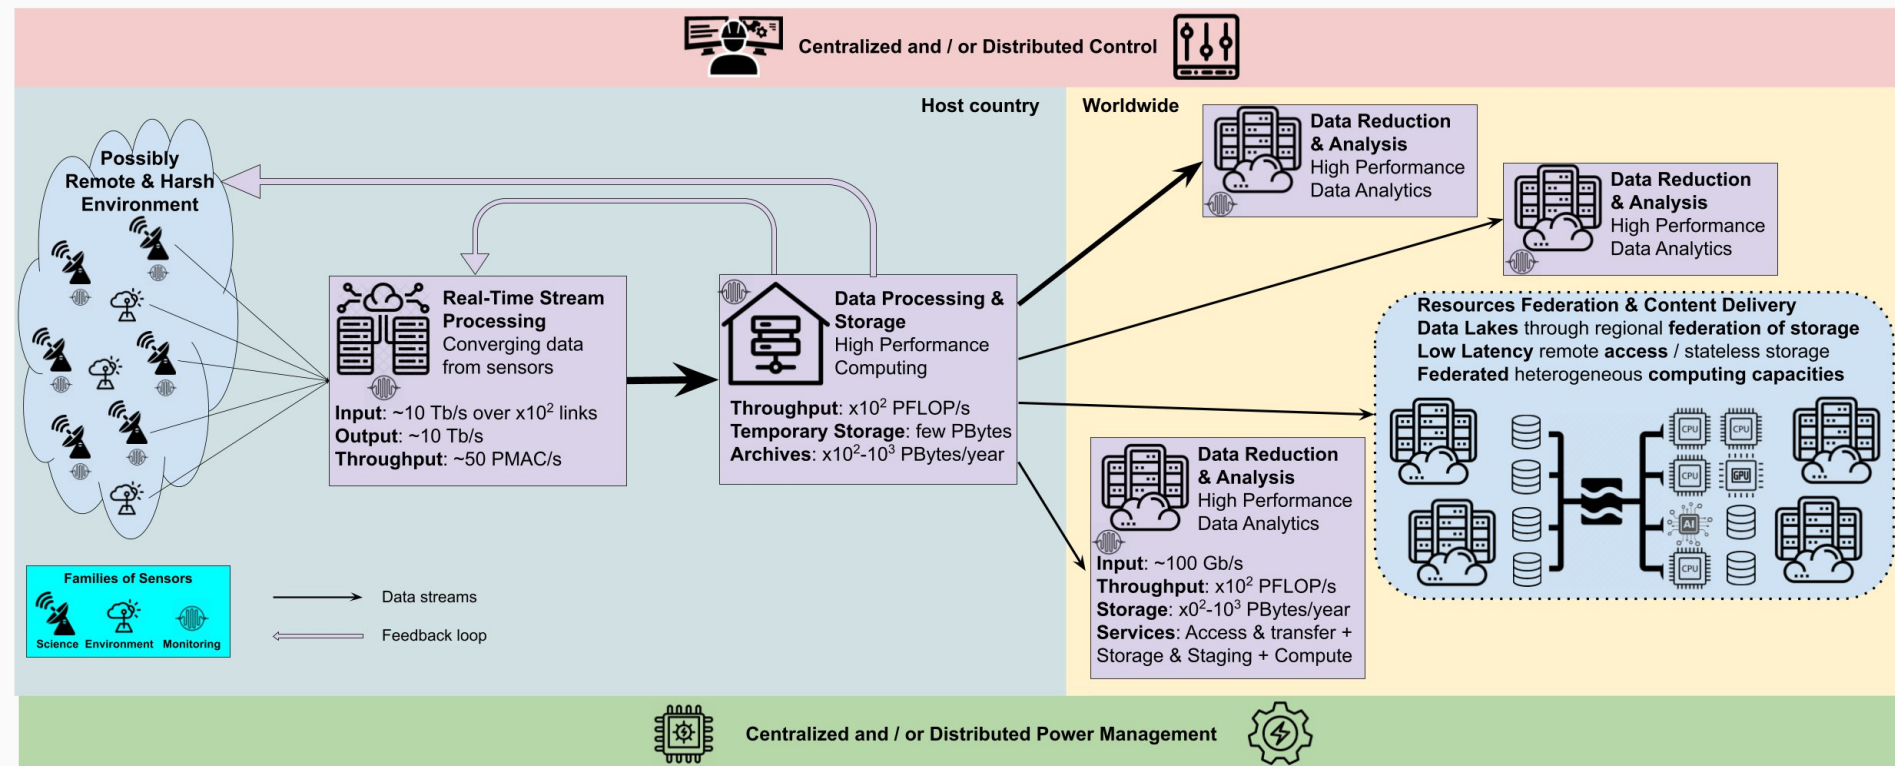 Centralized and / or Distributed Control
Host country
Worldwide
Possibly
Remote & Harsh
Environment
Real-Time Stream
Processing
Converging data
from sensors
Input: ~10 Tb/s over x10² links
Output: ~10 Tb/s
Throughput: ~50 PMAC/s
Data Processing &
Storage
High Performance
Computing
Throughput: x10² PFLOP/s
Temporary Storage: few PBytes
Archives: x10²-10³ PBytes/year
Data Reduction
& Analysis
High Performance
Data Analytics
Data Reduction
& Analysis
High Performance
Data Analytics
Resources Federation & Content Delivery
Data Lakes through regional federation of storage
Low Latency remote access / stateless storage
Federated heterogeneous computing capacities
CPU
CPU
CPU
GPU
AI
CPU
Data Reduction
& Analysis
High Performance
Data Analytics
Input: ~100 Gb/s
Throughput: x10² PFLOP/s
Storage: x0²-10³ PBytes/year
Services: Access & transfer +
Storage & Staging + Compute
Families of Sensors
Science Environment Monitoring
Data streams
Feedback loop
Centralized and / or Distributed Power Management